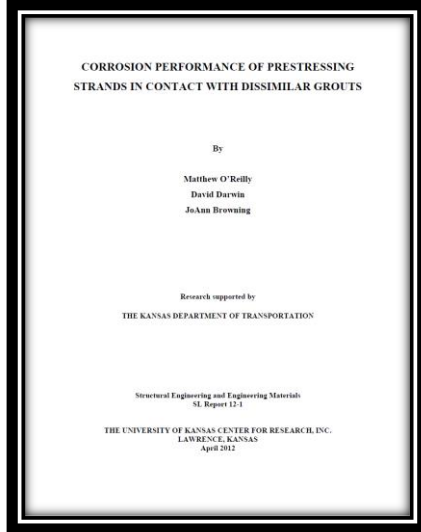 CORROSION PERFORMANCE OF PRESTRESSING
STRANDS IN CONTACT WITH DISSIMILAR GROUTS
By
Matthew O'Reilly
David Darwin
JoAnn Browning
Research supported by
THE KANSAS DEPARTMENT OF TRANSPORTATION
Structural Engineering and Engineering Materials
SL Report 12-1
THE UNIVERSITY OF KANSAS CENTER FOR RESEARCH, INC.
LAWRENCE, KANSAS
April 2012